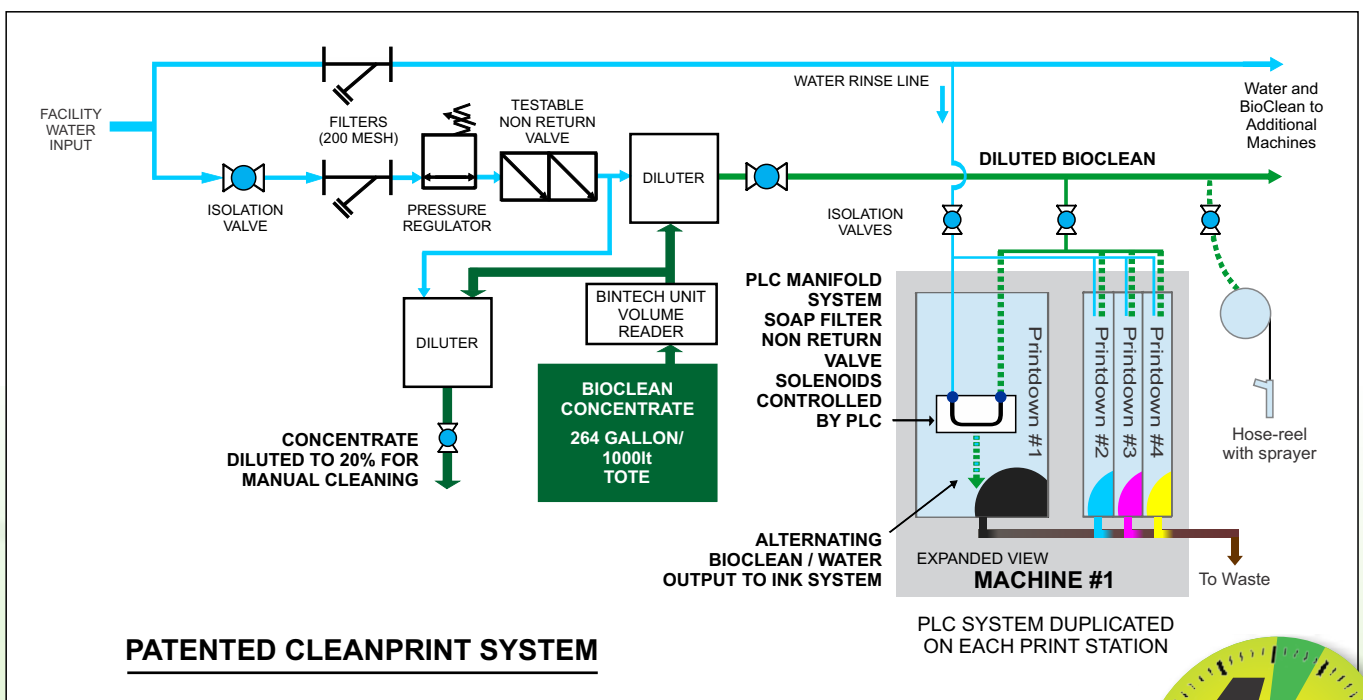 FACILITY
WATER
INPUT
FILTERS
(200 MESH)
TESTABLE
NON RETURN
VALVE
WATER RINSE LINE
Water and
BioClean to
Additional
Machines
ISOLATION
VALVE
PRESSURE
REGULATOR
DILUTER
DILUTED BIOCLEAN
ISOLATION
VALVES
DILUTER
BINTECH UNIT
VOLUME
READER
BIOCLEAN
CONCENTRATE
264 GALLON/
1000lt
TOTE
CONCENTRATE
DILUTED TO 20% FOR
MANUAL CLEANING
PLC MANIFOLD
SYSTEM
SOAP FILTER
NON RETURN
VALVE
SOLENOIDS
CONTROLLED
BY PLC
Printdown #1
Printdown #2
Printdown #3
Printdown #4
Hose-reel
with sprayer
ALTERNATING
BIOCLEAN / WATER
OUTPUT TO INK SYSTEM
EXPANDED VIEW
MACHINE #1
To Waste
PLC SYSTEM DUPLICATED
ON EACH PRINT STATION
PATENTED CLEANPRINT SYSTEM